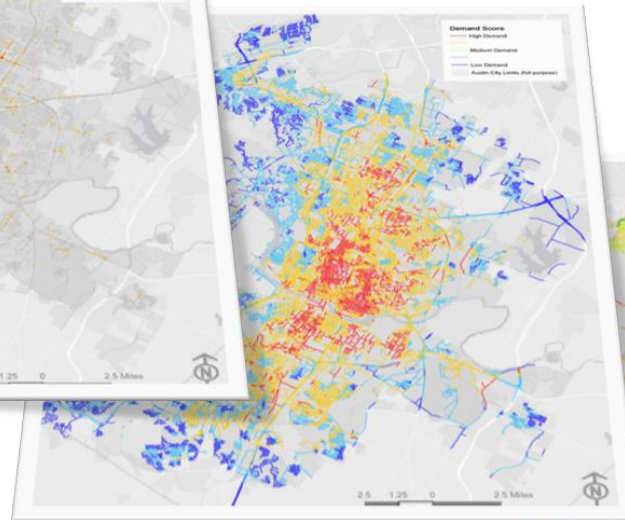 Demand Score
High Demand
Medium Demand
Low Demand
Austin City Limits (full-purpose)
1.25 0 2.5 Miles
N
2.5 1.25 0 2.5 Miles
N